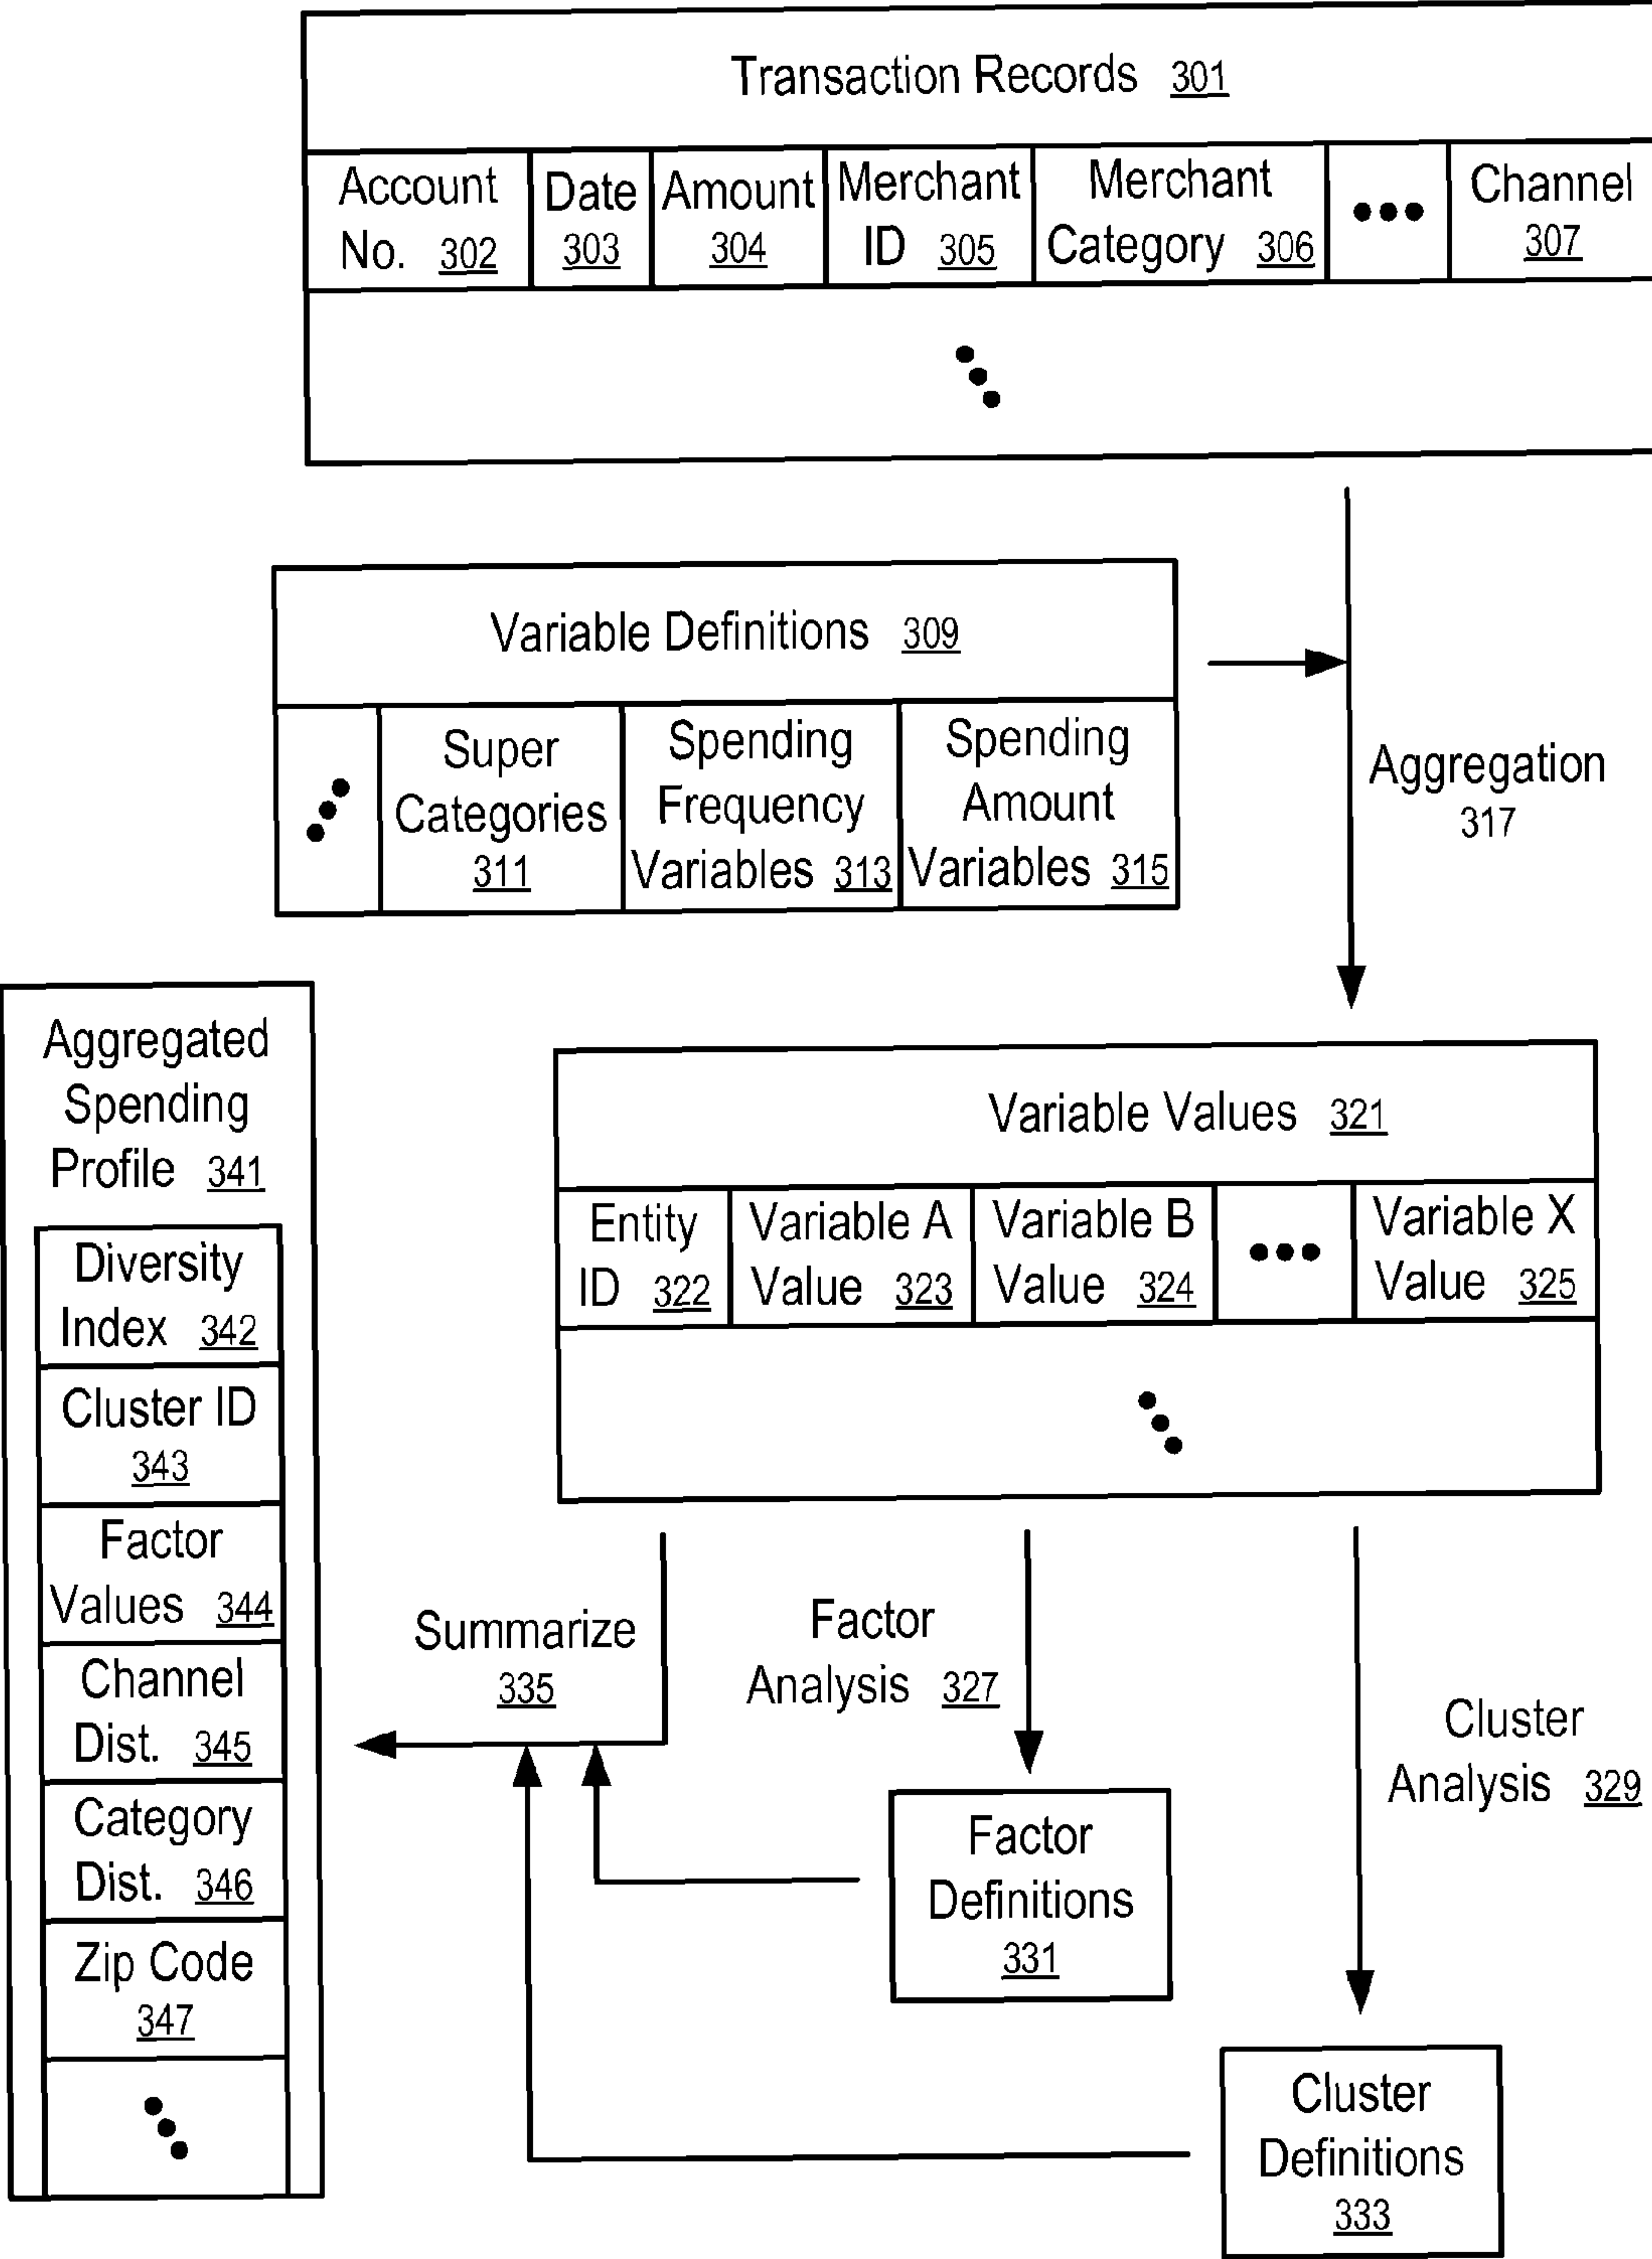 Transaction Records 301
Account
No. 302
Date
303
Amount
304
Merchant
ID 305
Merchant
Category 306
Channel
307
Variable Definitions 309
Super
Categories
311
Spending
Frequency
Variables 313
Spending
Amount
Variables 315
Aggregation
317
Variable Values 321
Entity
ID 322
Variable A
Value 323
Variable B
Value 324
Variable X
Value 325
Aggregated
Spending
Profile 341
Diversity
Index 342
Cluster ID
343
Factor
Values 344
Channel
Dist. 345
Category
Dist. 346
Zip Code
347
Summarize
335
Factor
Analysis 327
Cluster
Analysis 329
Factor
Definitions
331
Cluster
Definitions
333